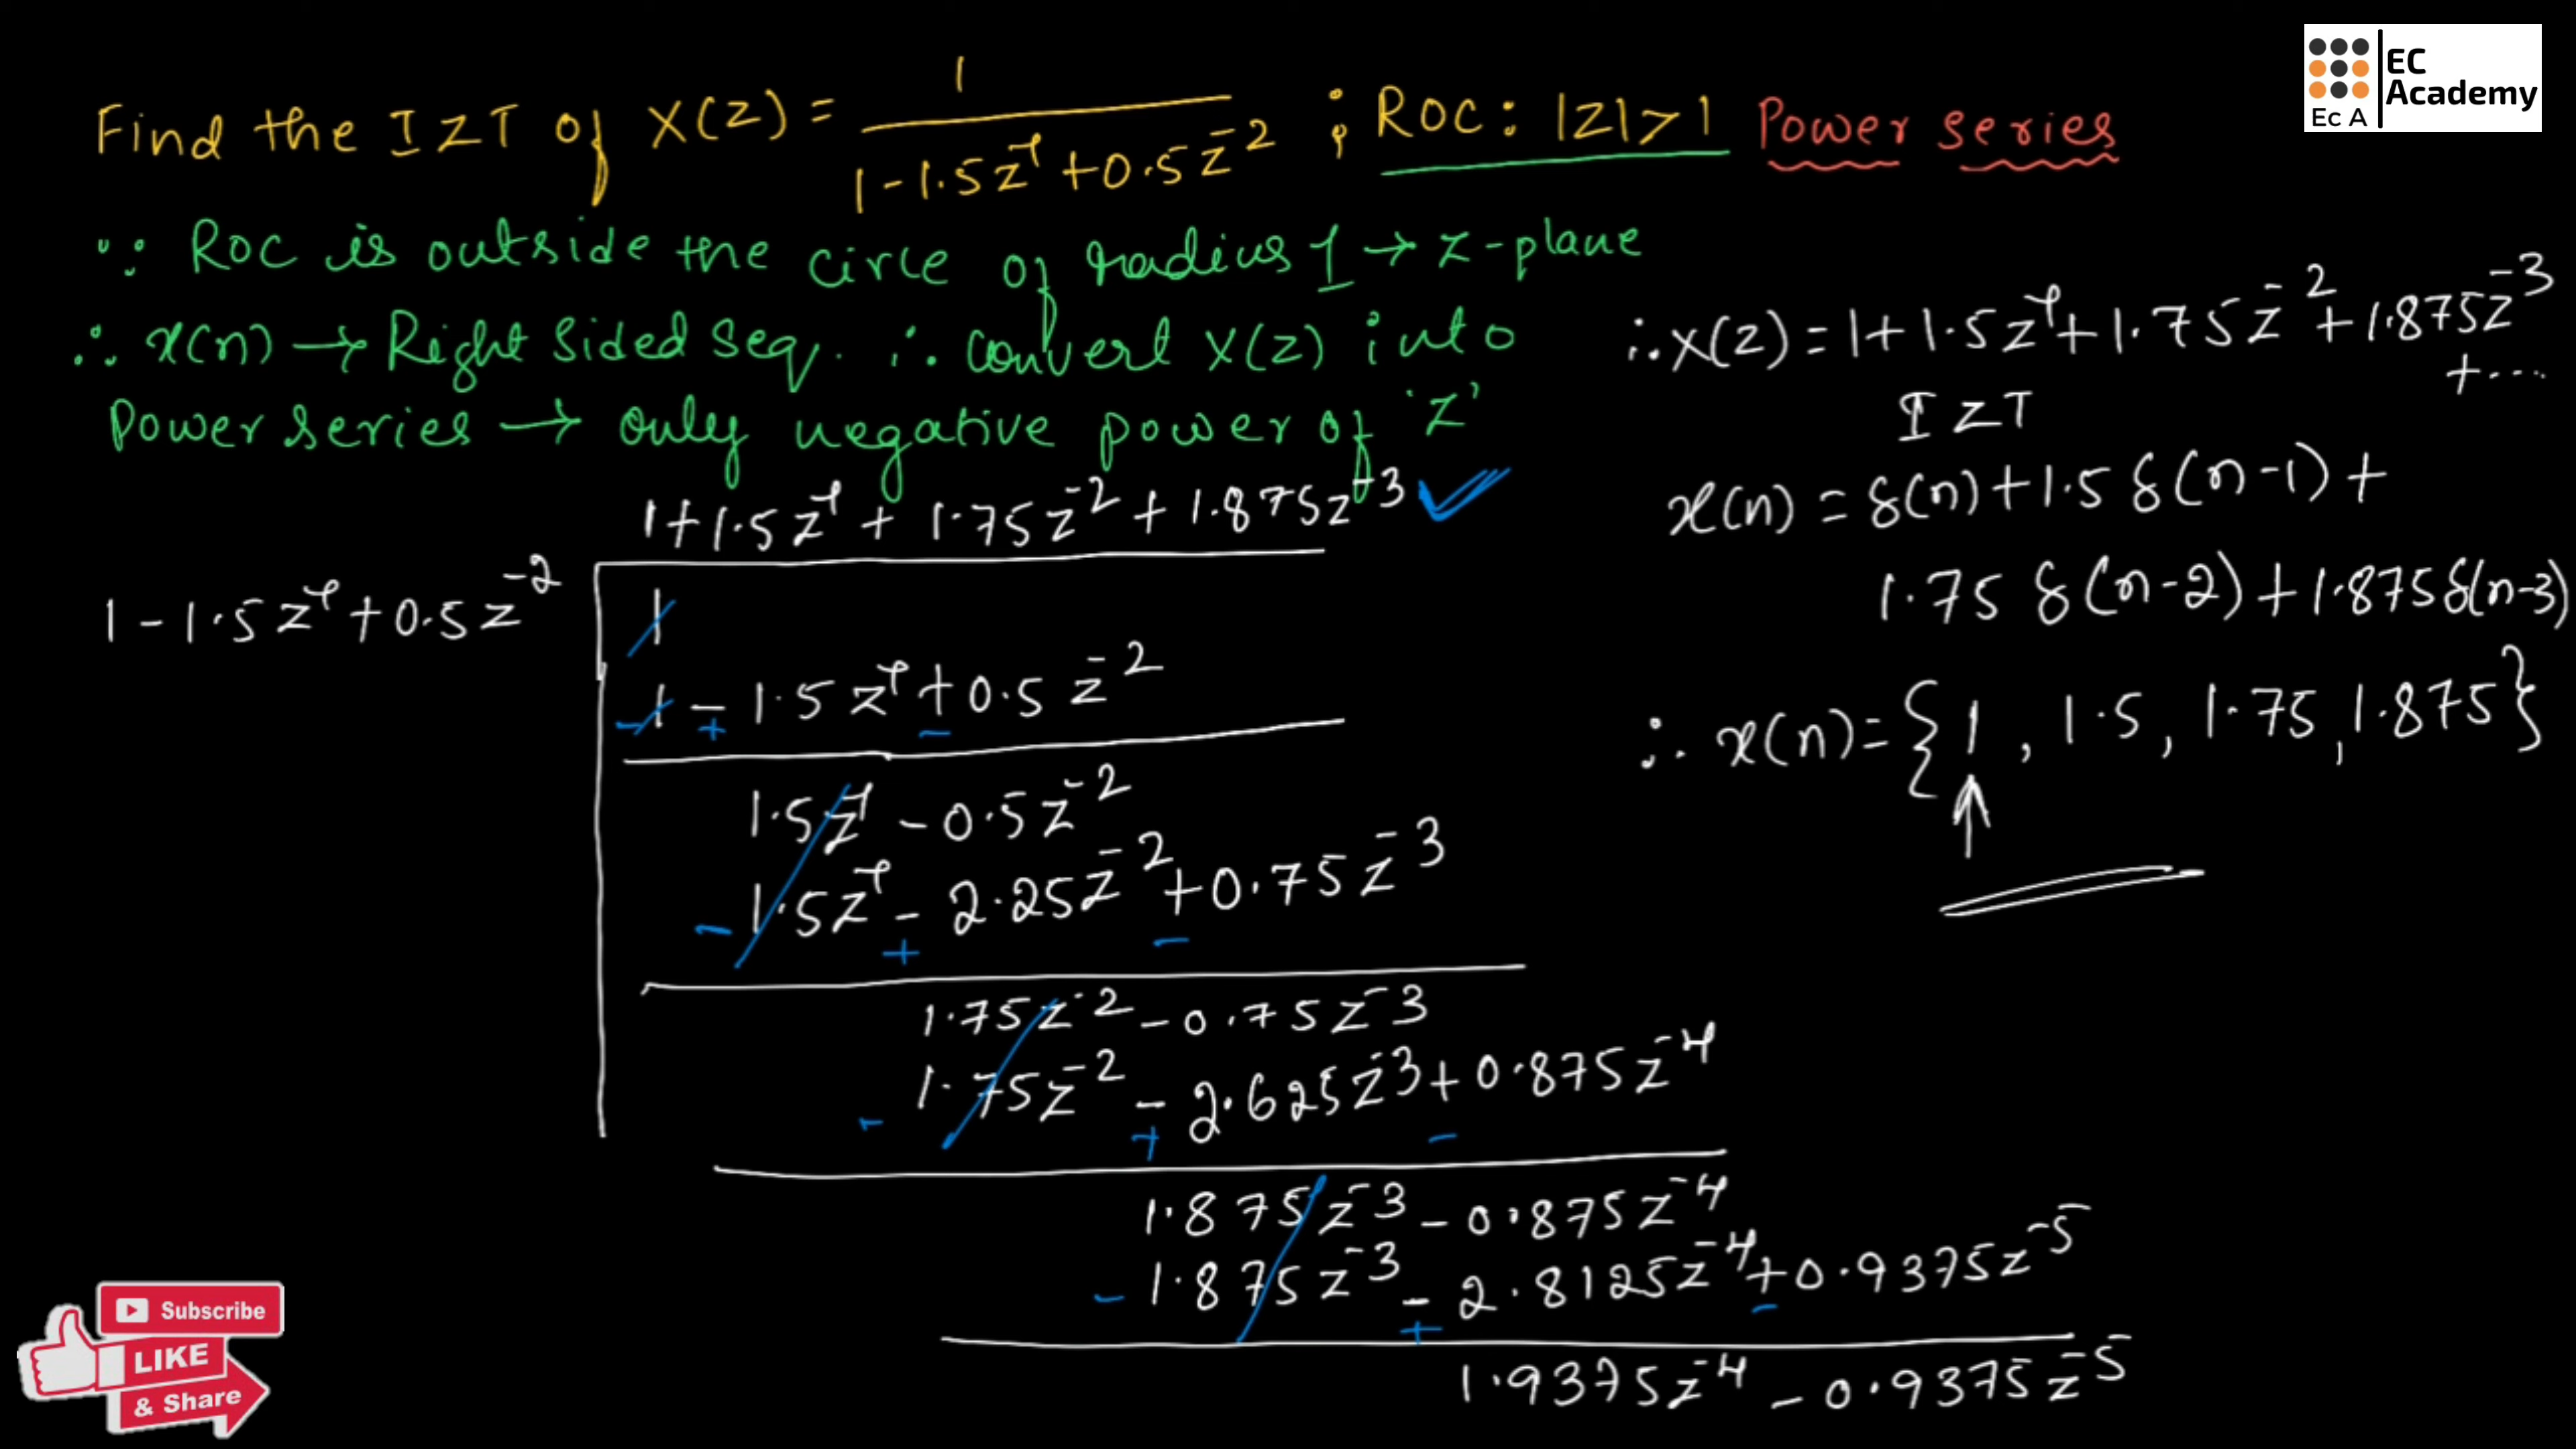 Find the IZT of X(z) = 1 / (1-1.5z⁻¹+0.5z⁻²) ; ROC: |z|>1 Power series
EC Academy
Ec A
∵ ROC is outside the circle of radius 1 → z-plane
∴ x(n) → Right sided seq. ∴ convert X(z) into
Power series → only negative power of 'z'
1+1.5z⁻¹ + 1.75z⁻² + 1.875z⁻³ ✓
1-1.5z⁻¹+0.5z⁻²
1
1 - 1.5z⁻¹+0.5z⁻²
- + -
1.5z⁻¹ - 0.5z⁻²
1.5z⁻¹ - 2.25z⁻²+0.75z⁻³
- + -
1.75z⁻² - 0.75z⁻³
1.75z⁻² - 2.625z⁻³+0.875z⁻⁴
- + -
1.875z⁻³ - 0.875z⁻⁴
1.875z⁻³ - 2.8125z⁻⁴+0.9375z⁻⁵
- + -
1.9375z⁻⁴ - 0.9375z⁻⁵
∴ X(z) = 1+1.5z⁻¹+1.75z⁻²+1.875z⁻³
+...
IZT
x(n) = δ(n)+1.5 δ(n-1)+
1.75 δ(n-2)+1.875δ(n-3)
∴ x(n)={1, 1.5, 1.75, 1.875}
↑
Subscribe
LIKE
& Share